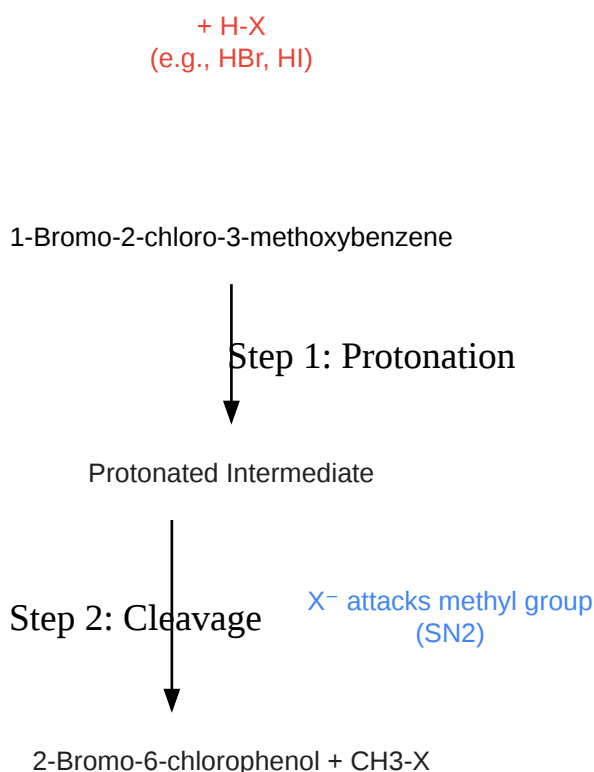 + H-X
(e.g., HBr, HI)
1-Bromo-2-chloro-3-methoxybenzene
Step 1: Protonation
Protonated Intermediate
Step 2: Cleavage
X⁻ attacks methyl group
(SN2)
2-Bromo-6-chlorophenol + CH3-X